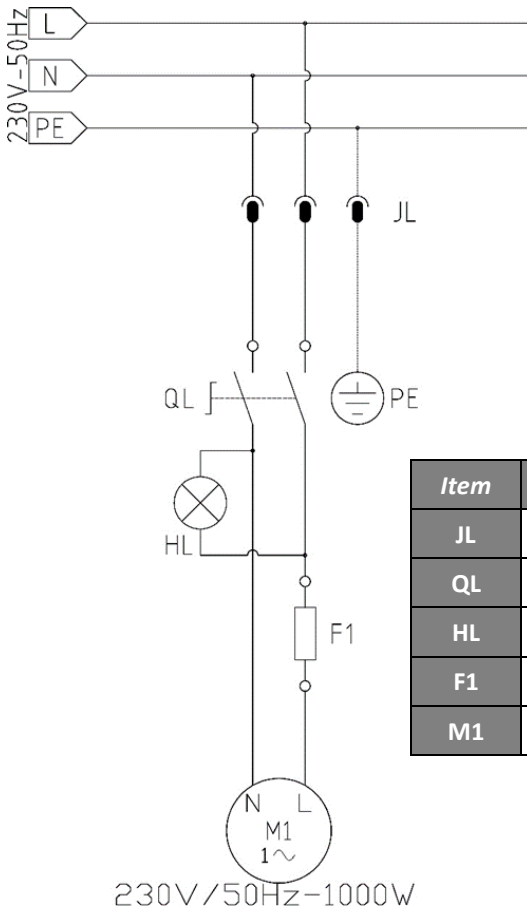 230V-50Hz
L
N
PE
JL
QL
PE
HL
F1
N L
M1
1~
230V/50Hz-1000W
Item
JL
QL
HL
F1
M1